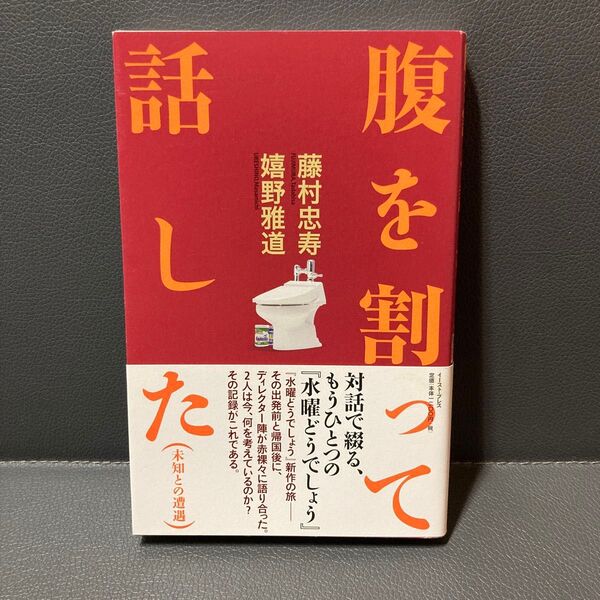 腹を割って
話した
(未知との遭遇)
藤村忠寿
嬉野雅道
対話で綴る、
もうひとつの
『水曜どうでしょう』
『水曜どうでしょう』新作の旅――
その出発前と帰国後に、
ディレクター陣が赤裸々に語り合った。
2人は今、何を考えているのか?
その記録がこれである。
イースト・プレス